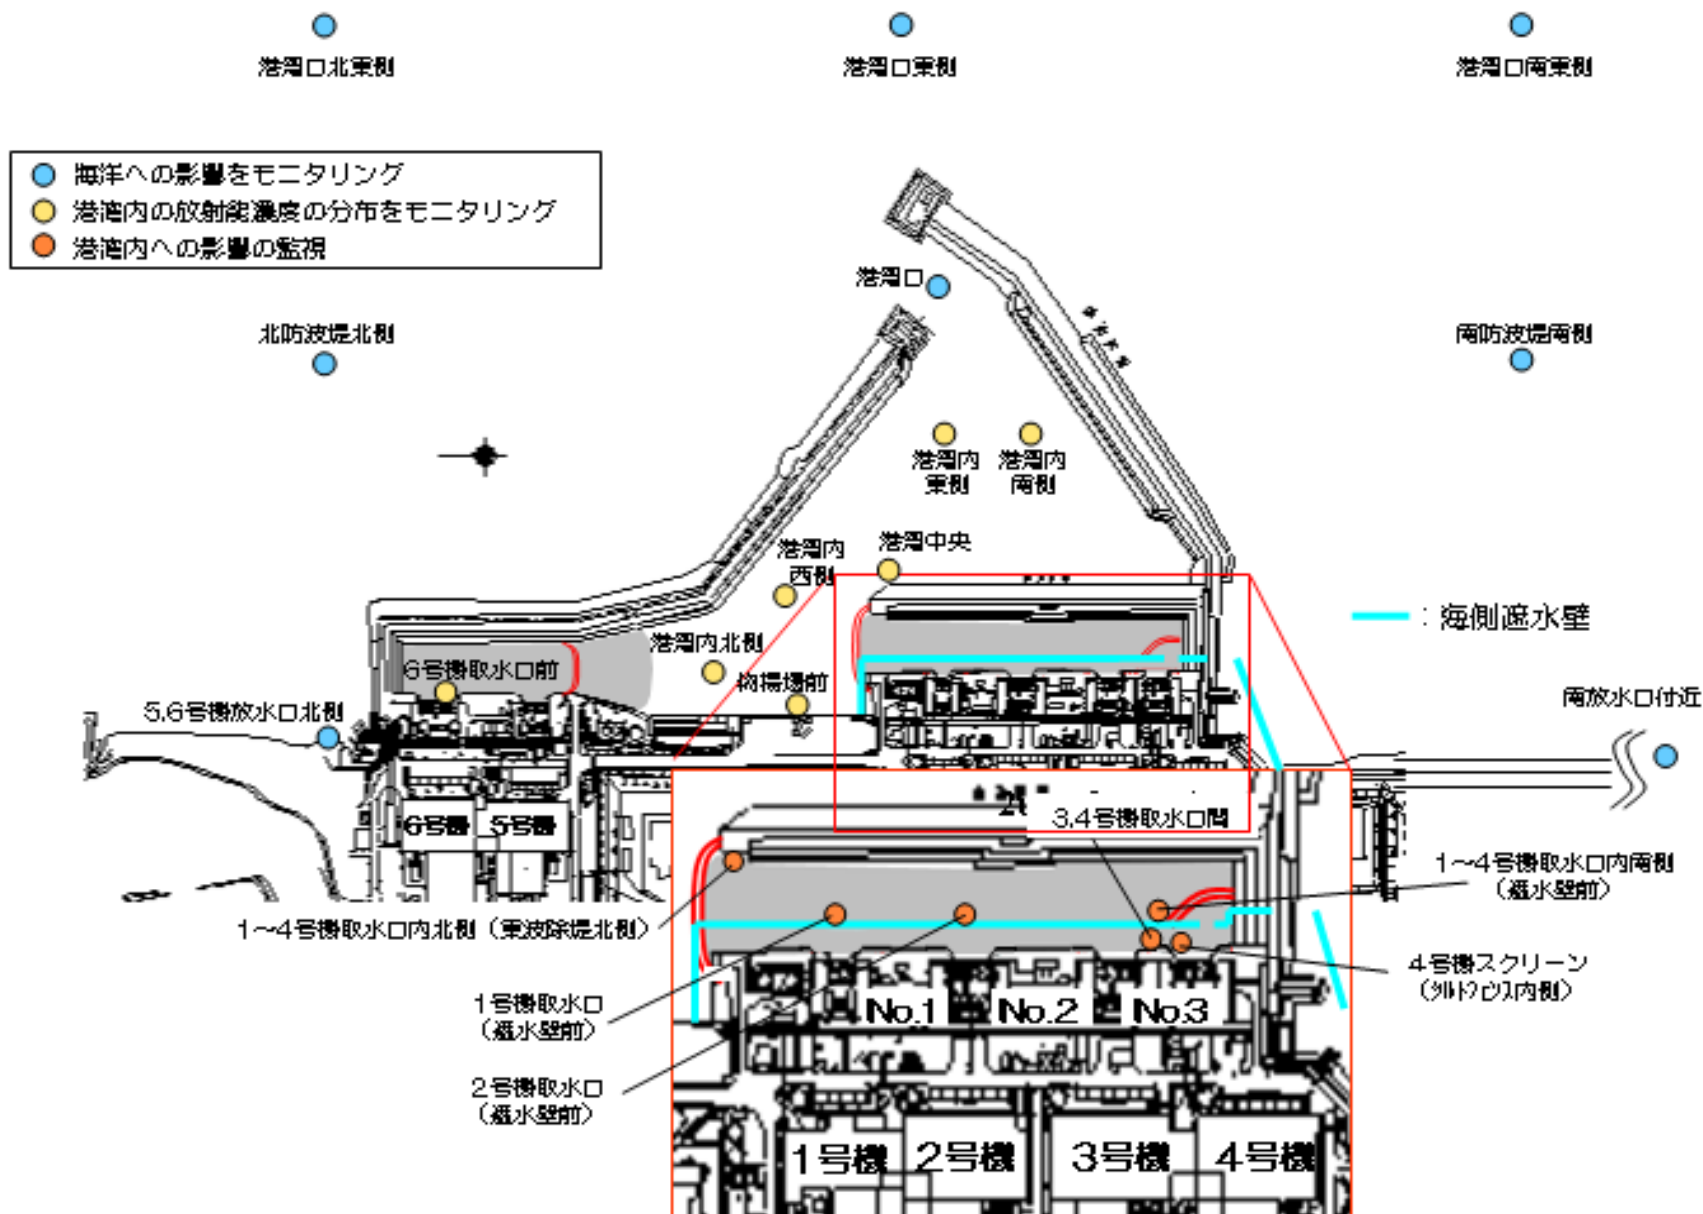 港湾口北東側
港湾口東側
港湾口南東側
海洋への影響をモニタリング
港湾内の放射能濃度の分布をモニタリング
港湾内への影響の監視
港湾口
北防波堤北側
南防波堤南側
港湾内
東側
港湾内
南側
港湾中央
港湾内
西側
：海側遮水壁
港湾内北側
6号機取水口前
物揚場前
南放水口付近
5,6号機放水口北側
6号機
5号機
3,4号機取水口間
1～4号機取水口内南側
（遮水壁前）
1～4号機取水口内北側（東波除堤北側）
4号機スクリーン
（シルトフェンス内側）
1号機取水口
（遮水壁前）
No.1
No.2
No.3
2号機取水口
（遮水壁前）
1号機
2号機
3号機
4号機